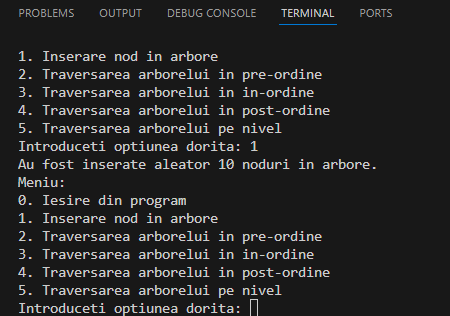 PROBLEMS OUTPUT DEBUG CONSOLE TERMINAL PORTS
1. Inserare nod in arbore
2. Traversarea arborelui in pre-ordine
3. Traversarea arborelui in in-ordine
4. Traversarea arborelui in post-ordine
5. Traversarea arborelui pe nivel
Introduceti optiunea dorita: 1
Au fost inserate aleator 10 noduri in arbore.
Meniu:
0. Iesire din program
1. Inserare nod in arbore
2. Traversarea arborelui in pre-ordine
3. Traversarea arborelui in in-ordine
4. Traversarea arborelui in post-ordine
5. Traversarea arborelui pe nivel
Introduceti optiunea dorita: